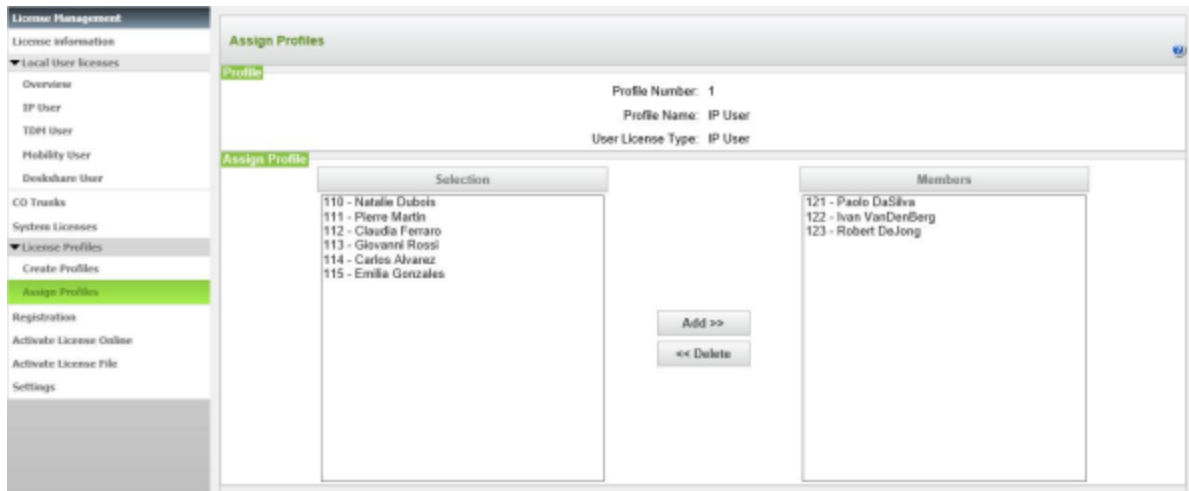 License Management
License information
Local User licenses
Overview
IP User
TDM User
Mobility User
Deskshare User
CO Trunks
System Licenses
License Profiles
Create Profiles
Assign Profiles
Registration
Activate License Online
Activate License File
Settings
Assign Profiles
Profile
Profile Number: 1
Profile Name: IP User
User License Type: IP User
Assign Profile
Selection
110 - Natalie Dubois
111 - Pierre Martin
112 - Claudia Ferraro
113 - Giovanni Rossi
114 - Carlos Alvarez
115 - Emilia Gonzales
Add >>
<< Delete
Members
121 - Paolo DaSilva
122 - Ivan VanDenBerg
123 - Robert DeJong